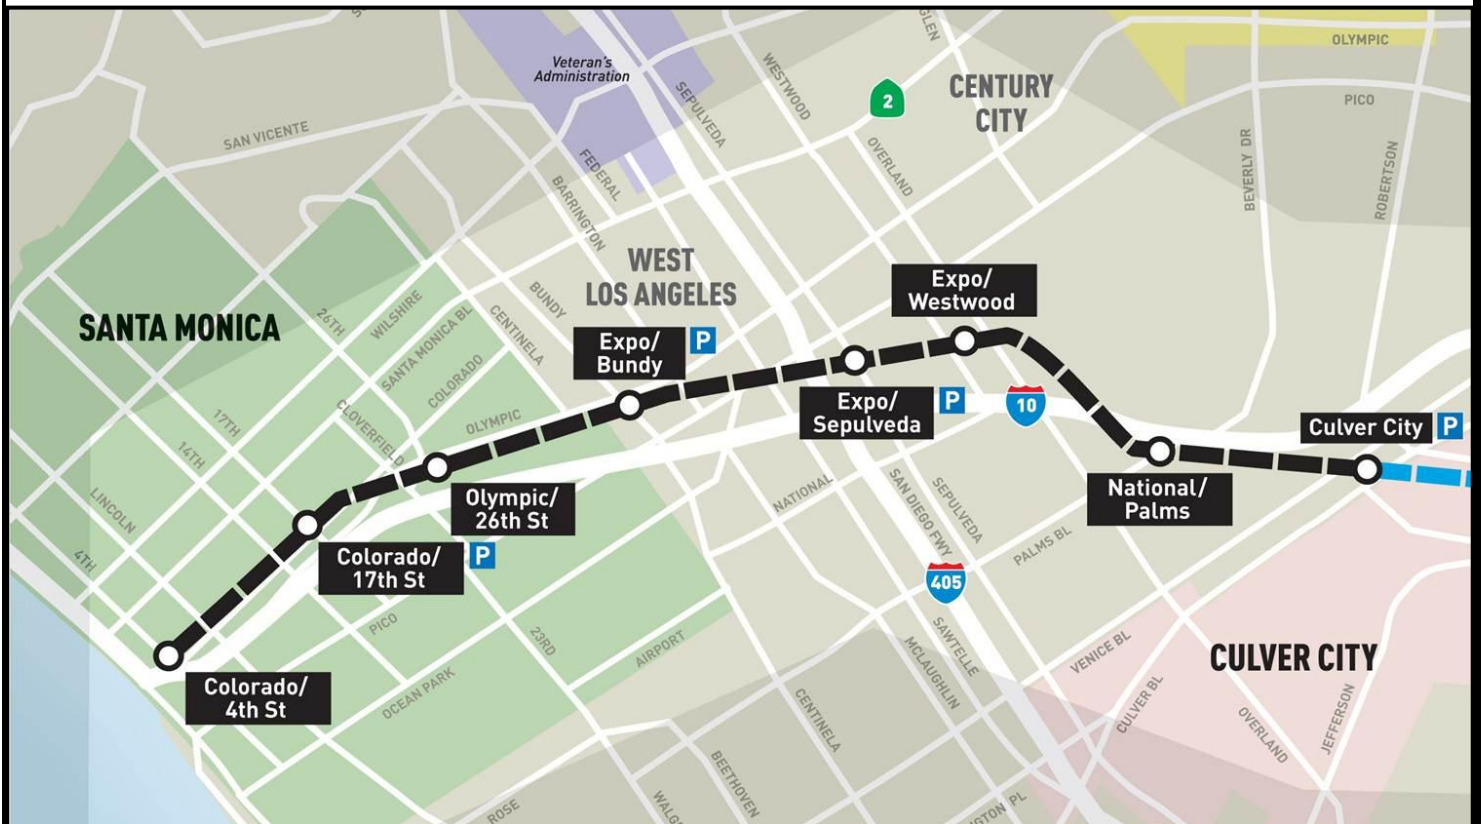 Veteran's
Administration
OLYMPIC
PICO
2
CENTURY
CITY
WESTWOOD
SEPULVEDA
SAN VICENTE
OVERLAND
BEVERLY DR
ROBERTSON
FEDERAL
BARRINGTON
WEST
LOS ANGELES
BUNDY
CENTINELA
Expo/
Westwood
SANTA MONICA
26TH
WILSHIRE
SANTA MONICA BL
COLORADO
Expo/
Bundy
P
Expo/
Sepulveda
P
10
Culver City
P
17TH
14TH
CLOVERFIELD
OLYMPIC
LINCOLN
4TH
Olympic/
26th St
NATIONAL
SAN DIEGO FWY
SEPULVEDA
National/
Palms
Colorado/
17th St
P
PALMS BL
405
PICO
23RD
AIRPORT
OCEAN PARK
Colorado/
4th St
SAWTELLE
MCLAUGHLIN
VENICE BL
CULVER CITY
CENTINELA
CULVER BL
OVERLAND
JEFFERSON
BEETHOVEN
ROSE